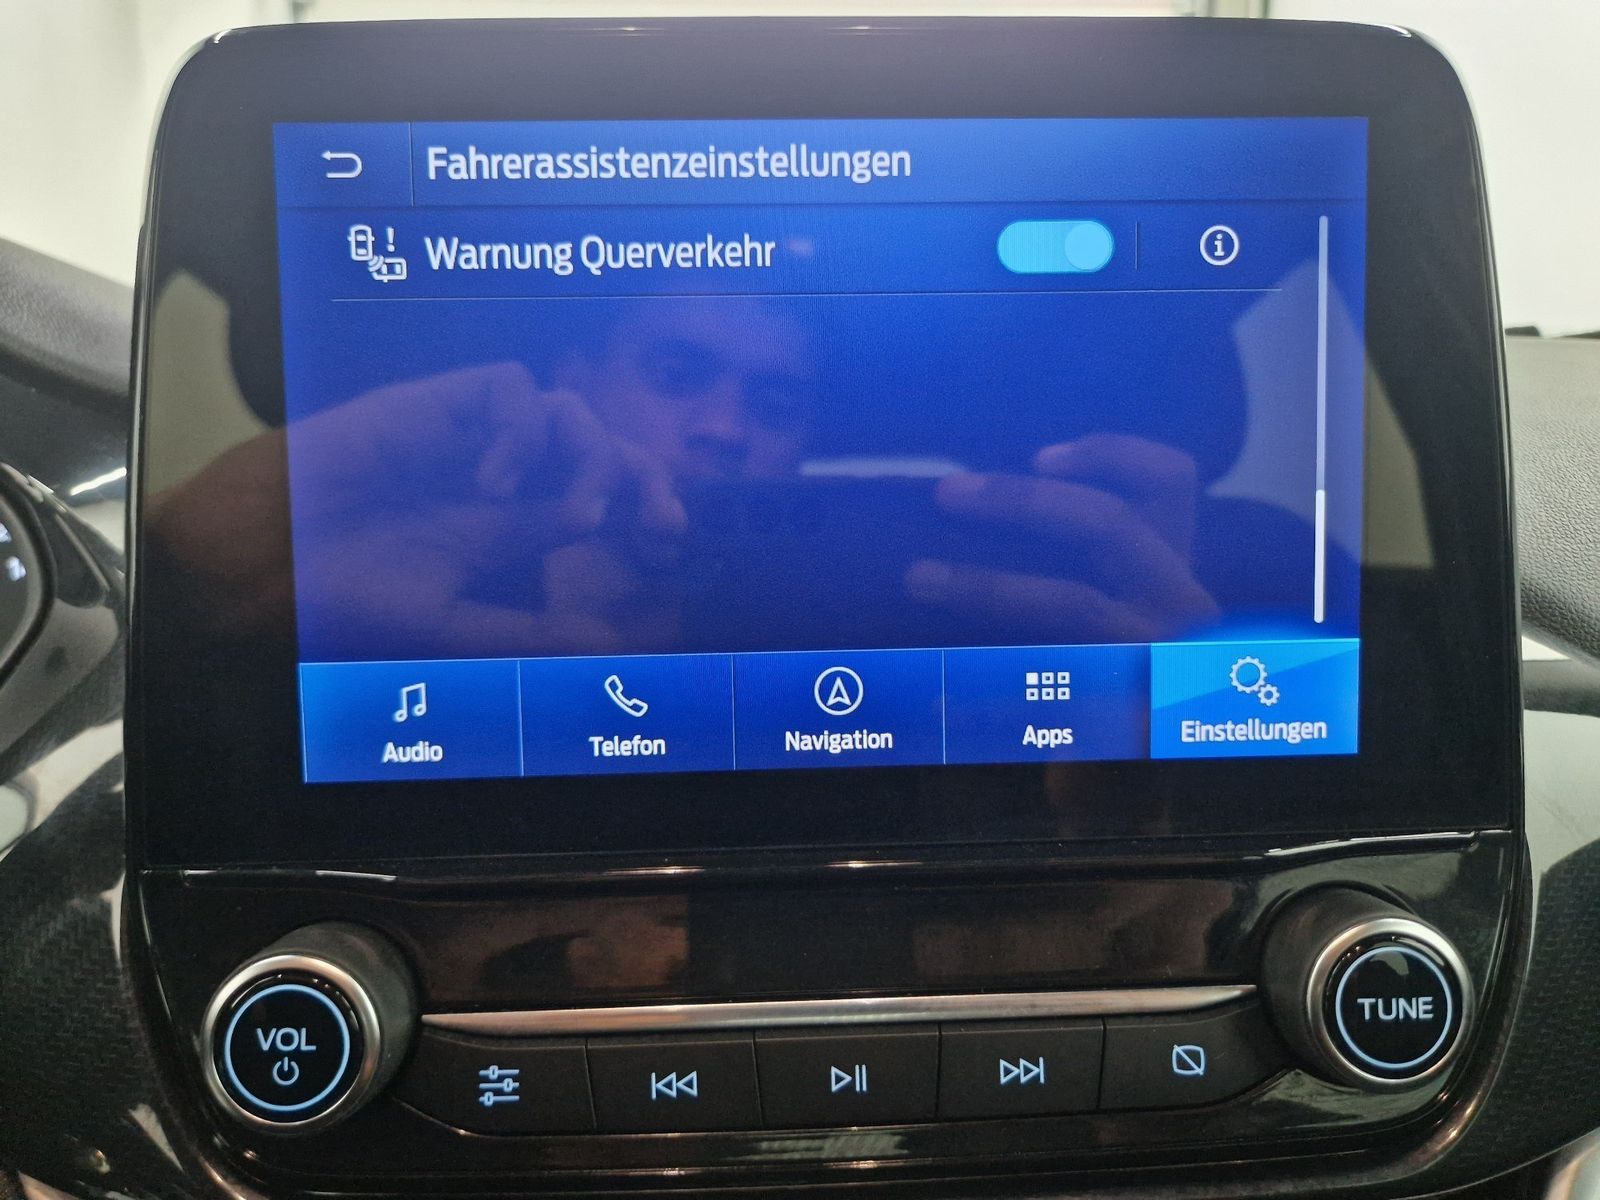 Fahrerassistenzeinstellungen
Warnung Querverkehr
Audio
Telefon
Navigation
Apps
Einstellungen
VOL
TUNE